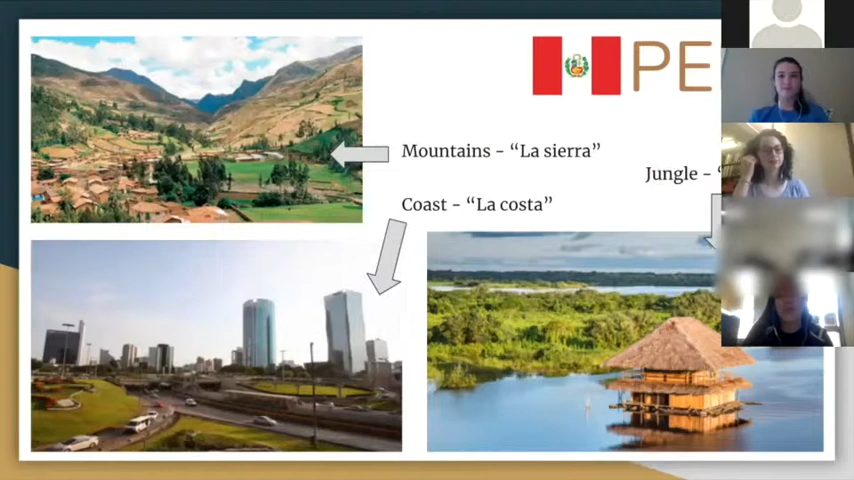 PE
Mountains - “La sierra”
Jungle - “
Coast - “La costa”